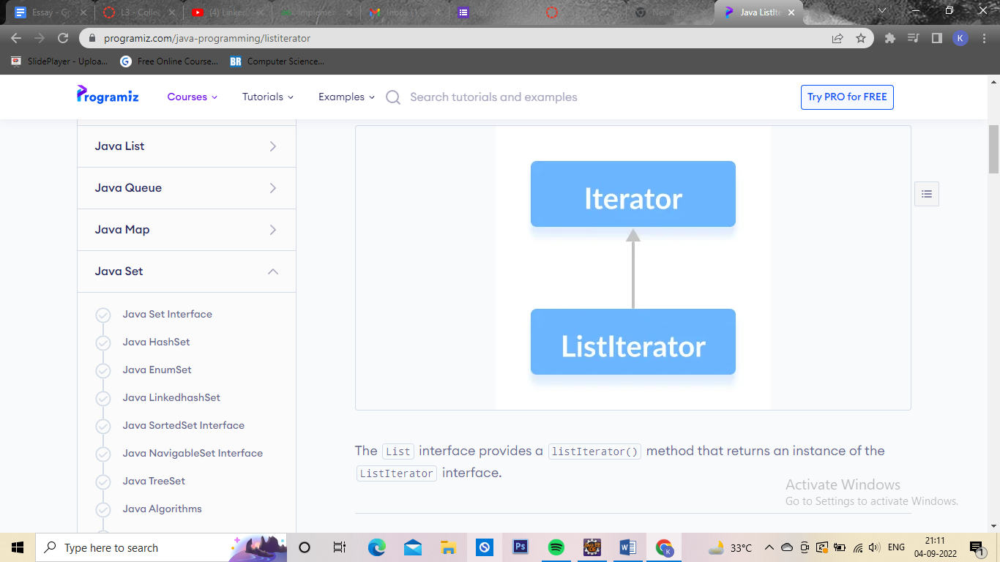 Essay - G
L3 - Colle
(4) Linke
Impleme
Inbox
You
New Tab
Java ListIte
programiz.com/java-programming/listiterator
K
SlidePlayer - Uploa...
G Free Online Course...
BR Computer Science...
Programiz
Courses
Tutorials
Examples
Search tutorials and examples
Try PRO for FREE
Java List
Java Queue
Java Map
Java Set
Java Set Interface
Java HashSet
Java EnumSet
Java LinkedhashSet
Java SortedSet Interface
Java NavigableSet Interface
Java TreeSet
Java Algorithms
Iterator
ListIterator
The List interface provides a listIterator() method that returns an instance of the
ListIterator interface.
Activate Windows
Go to Settings to activate Windows.
Type here to search
Ps
W
K
33°C
ENG
21:11
04-09-2022
1